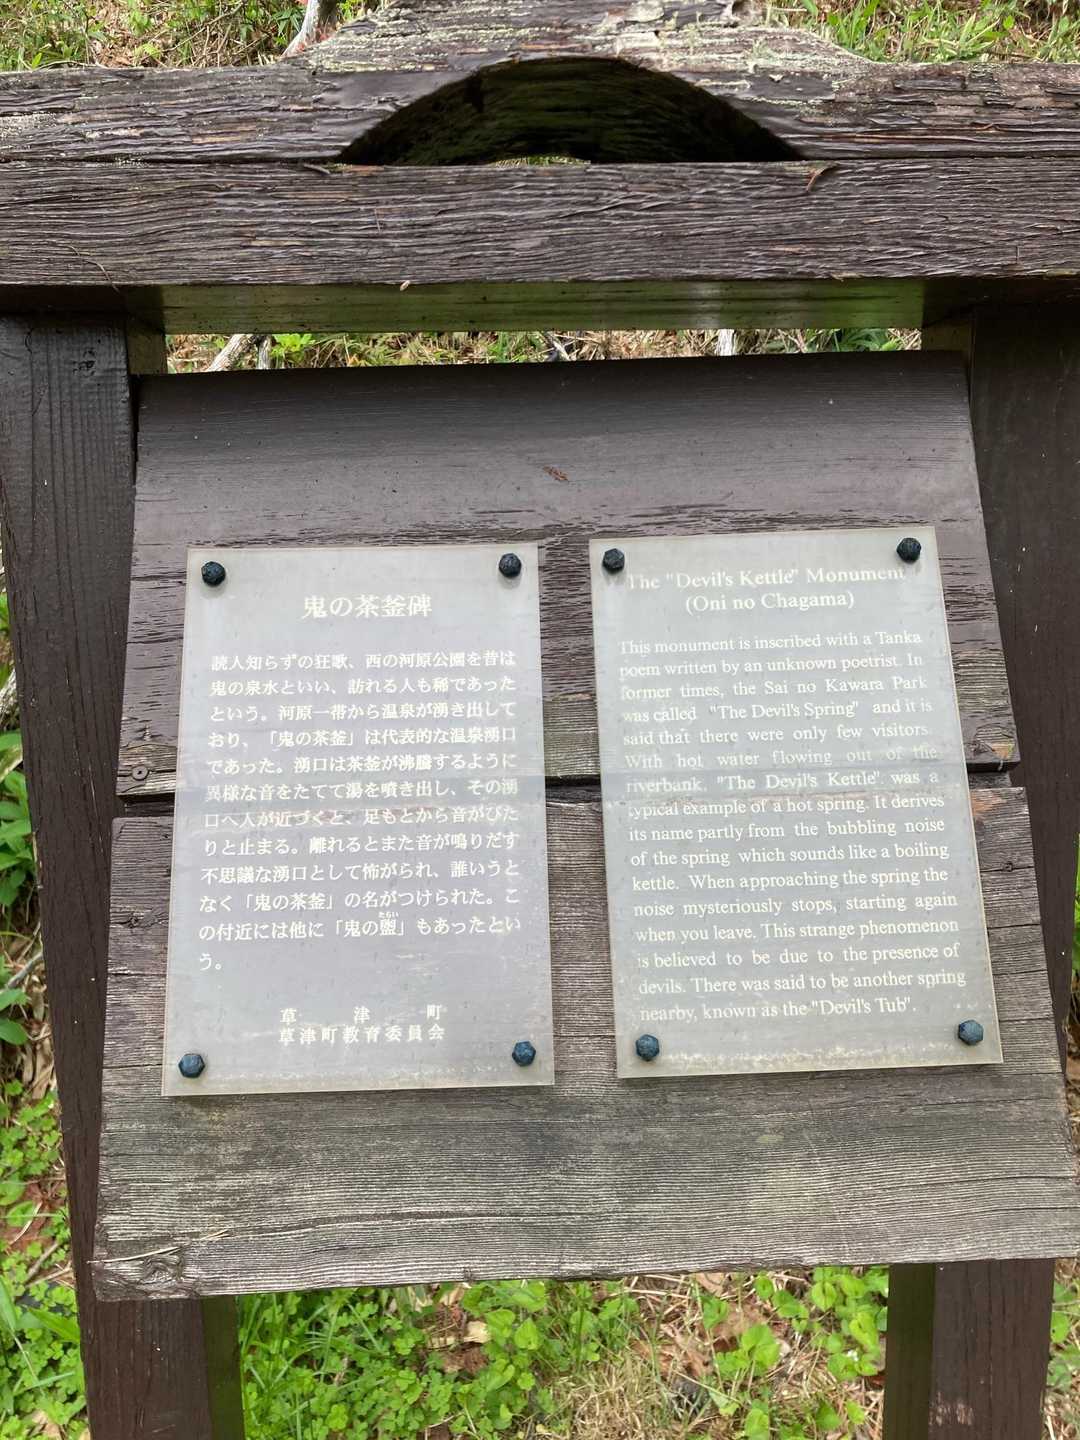 鬼の茶釜碑
読人知らずの狂歌、西の河原公園を昔は
鬼の泉水といい、訪れる人も稀であった
という。河原一帯から温泉が湧き出して
おり、「鬼の茶釜」は代表的な温泉湧口
であった。湧口は茶釜が沸騰するように
異様な音をたてて湯を噴き出し、その湧
口へ人が近づくと、足もとから音がぴた
りと止まる。離れるとまた音が鳴りだす
不思議な湧口として怖がられ、誰いうと
なく「鬼の茶釜」の名がつけられた。こ
の付近には他に「鬼の盥」もあったとい
たらい
う。
草津町
草津町教育委員会
The "Devil's Kettle" Monument
(Oni no Chagama)
This monument is inscribed with a Tanka
poem written by an unknown poetrist. In
former times, the Sai no Kawara Park
was called "The Devil's Spring" and it is
said that there were only few visitors.
With hot water flowing out of the
riverbank. "The Devil's Kettle". was a
typical example of a hot spring. It derives
its name partly from the bubbling noise
of the spring which sounds like a boiling
kettle. When approaching the spring the
noise mysteriously stops, starting again
when you leave. This strange phenomenon
is believed to be due to the presence of
devils. There was said to be another spring
nearby, known as the "Devil's Tub".